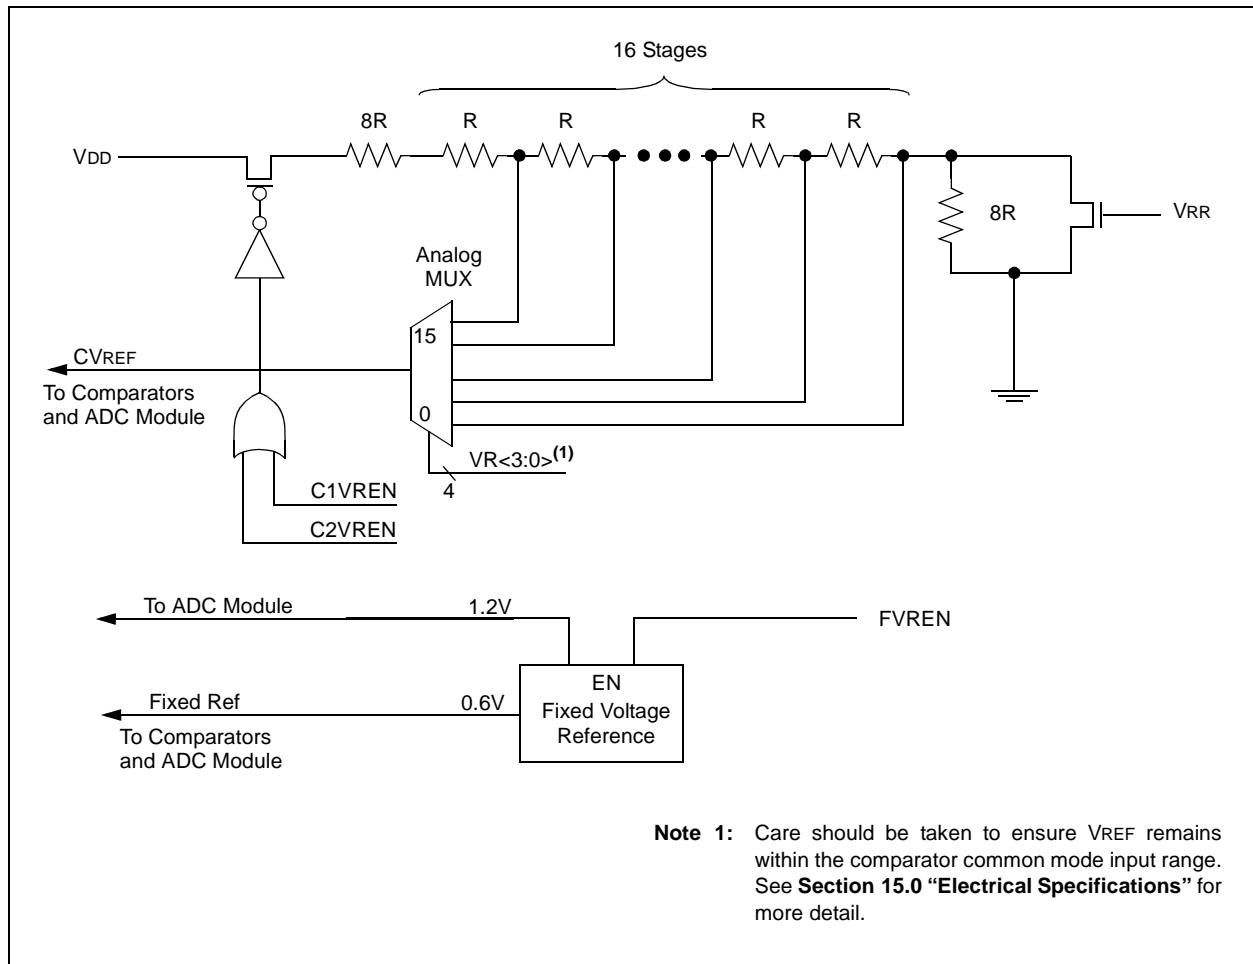 16 Stages
8R R R R R
VDD
8R
VRR
Analog
MUX
15
CVREF
To Comparators
and ADC Module
0
VR<3:0>(1)
4
C1VREN
C2VREN
To ADC Module 1.2V
FVREN
EN
Fixed Ref 0.6V
Fixed Voltage
Reference
To Comparators
and ADC Module
Note 1: Care should be taken to ensure VREF remains
within the comparator common mode input range.
See Section 15.0 “Electrical Specifications” for
more detail.